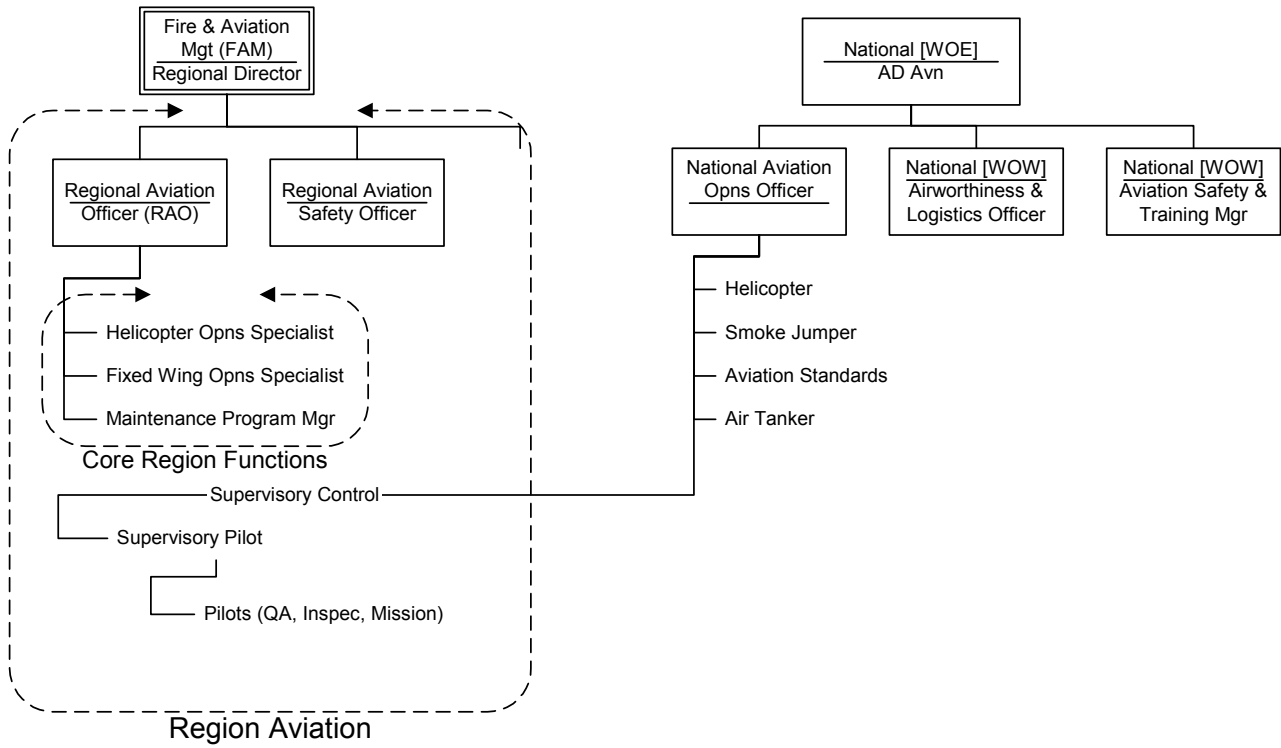 Fire & Aviation
Mgt (FAM)
Regional Director
National [WOE]
AD Avn
Regional Aviation
Officer (RAO)
Regional Aviation
Safety Officer
National Aviation
Opns Officer
National [WOW]
Airworthiness &
Logistics Officer
National [WOW]
Aviation Safety &
Training Mgr
Helicopter Opns Specialist
Fixed Wing Opns Specialist
Maintenance Program Mgr
Core Region Functions
Helicopter
Smoke Jumper
Aviation Standards
Air Tanker
Supervisory Control
Supervisory Pilot
Pilots (QA, Inspec, Mission)
Region Aviation